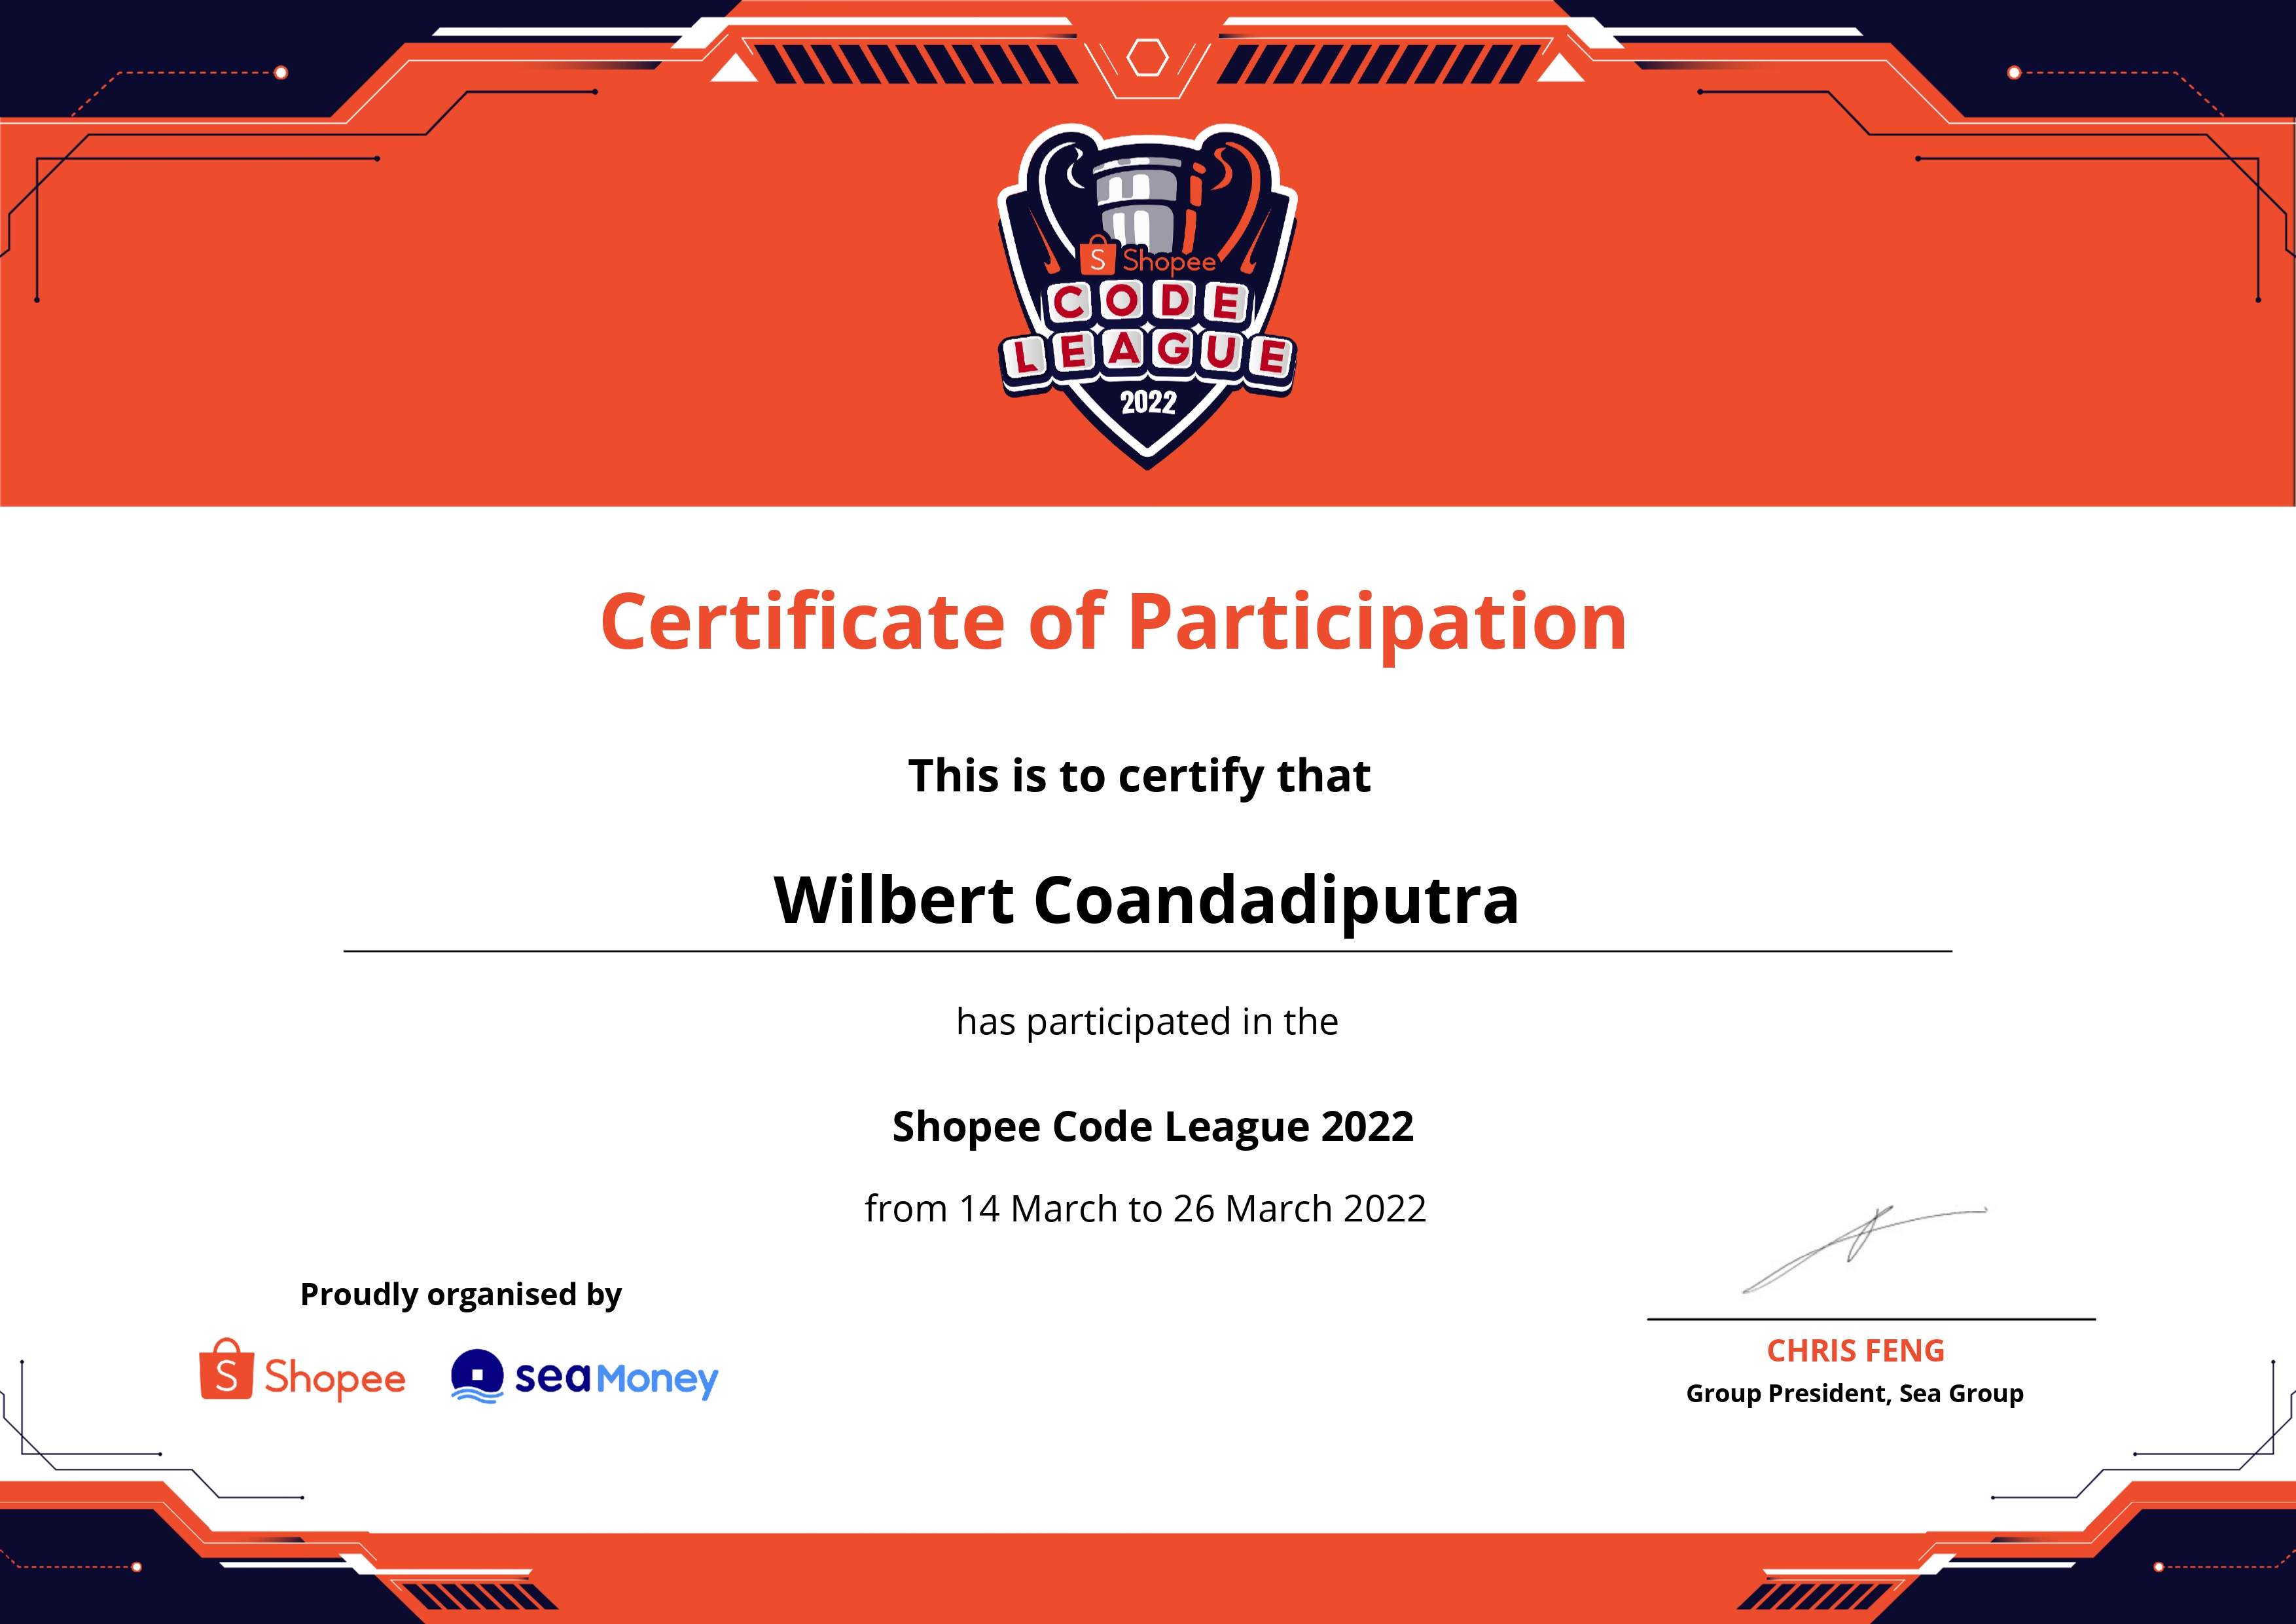 S Shopee
CODE
LEAGUE
2022
Certificate of Participation
This is to certify that
Wilbert Coandadiputra
has participated in the
Shopee Code League 2022
from 14 March to 26 March 2022
Proudly organised by
S Shopee seaMoney
CHRIS FENG
Group President, Sea Group